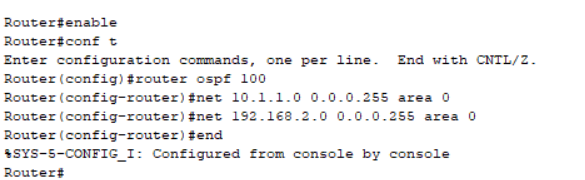 Router#enable
Router#conf t
Enter configuration commands, one per line.  End with CNTL/Z.
Router(config)#router ospf 100
Router(config-router)#net 10.1.1.0 0.0.0.255 area 0
Router(config-router)#net 192.168.2.0 0.0.0.255 area 0
Router(config-router)#end
%SYS-5-CONFIG_I: Configured from console by console
Router#